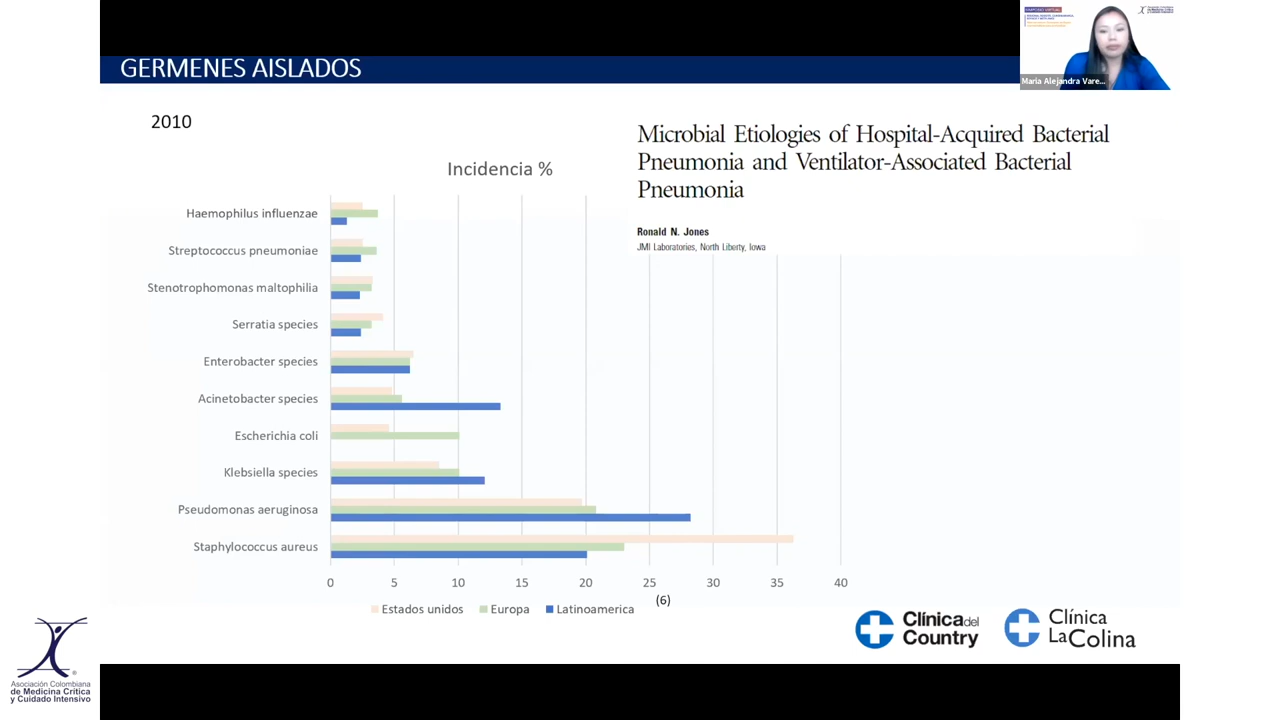 GERMENES AISLADOS
Maria Alejandra Vare...
2010
Microbial Etiologies of Hospital-Acquired Bacterial
Pneumonia and Ventilator-Associated Bacterial
Pneumonia
Ronald N. Jones
JMI Laboratories, North Liberty, Iowa
Incidencia %
Haemophilus influenzae
Streptococcus pneumoniae
Stenotrophomonas maltophilia
Serratia species
Enterobacter species
Acinetobacter species
Escherichia coli
Klebsiella species
Pseudomonas aeruginosa
Staphylococcus aureus
0 5 10 15 20 25 30 35 40
(6)
Estados unidos Europa Latinoamerica
Clínica del
Country
Clínica
La Colina
Asociación Colombiana
de Medicina Crítica
y Cuidado Intensivo